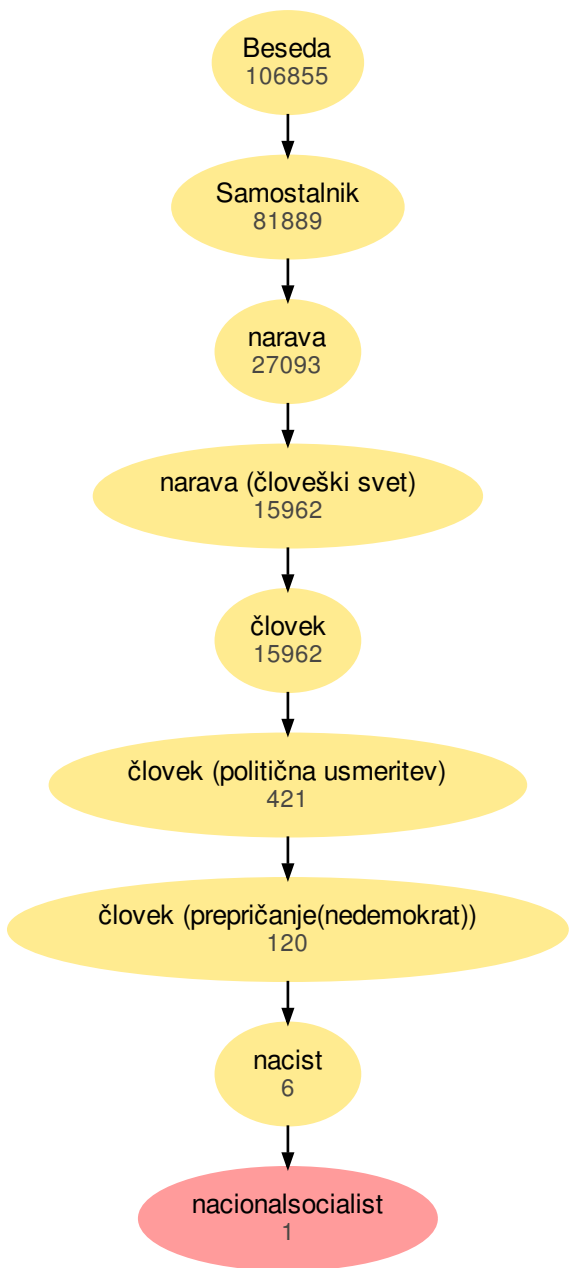 Beseda
106855
Samostalnik
81889
narava
27093
narava (človeški svet)
15962
človek
15962
človek (politična usmeritev)
421
človek (prepričanje(nedemokrat))
120
nacist
6
nacionalsocialist
1